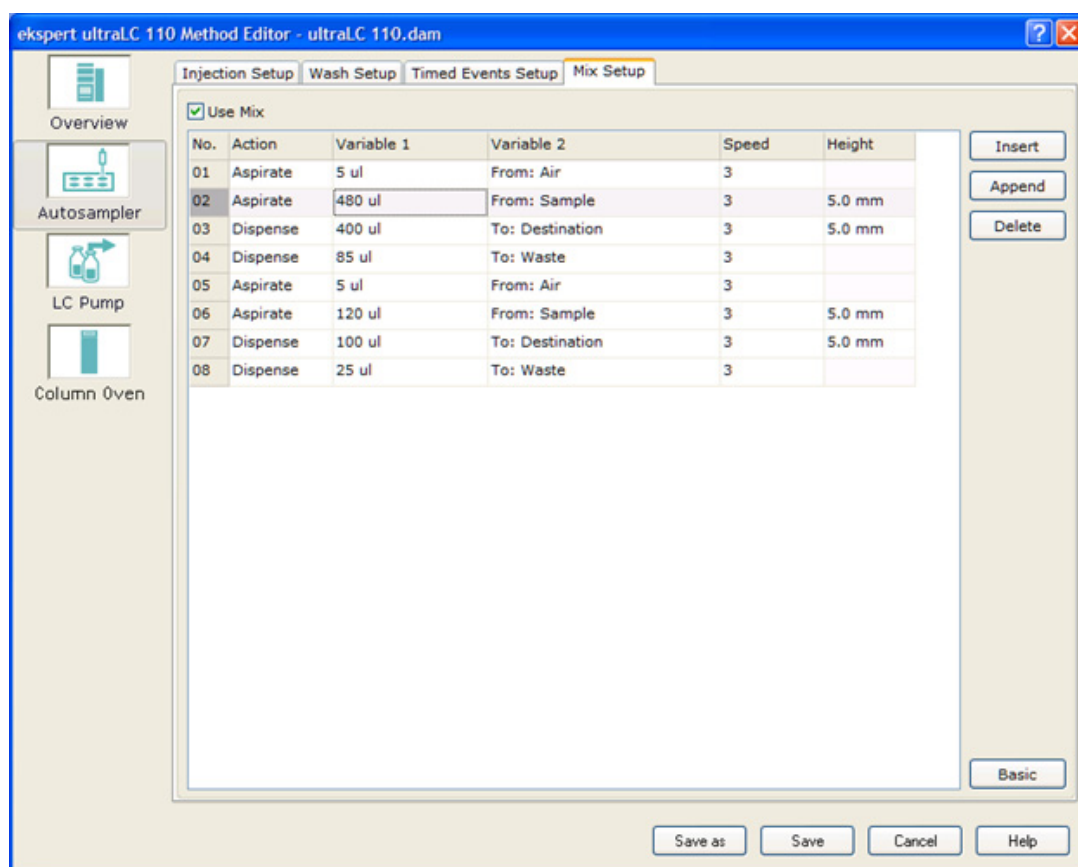 ekspert ultraLC 110 Method Editor - ultraLC 110.dam
Overview
Autosampler
LC Pump
Column Oven
Injection Setup Wash Setup Timed Events Setup Mix Setup
Use Mix
No. Action Variable 1 Variable 2 Speed Height
01 Aspirate 5 ul From: Air 3
02 Aspirate 480 ul From: Sample 3 5.0 mm
03 Dispense 400 ul To: Destination 3 5.0 mm
04 Dispense 85 ul To: Waste 3
05 Aspirate 5 ul From: Air 3
06 Aspirate 120 ul From: Sample 3 5.0 mm
07 Dispense 100 ul To: Destination 3 5.0 mm
08 Dispense 25 ul To: Waste 3
Insert
Append
Delete
Basic
Save as Save Cancel Help